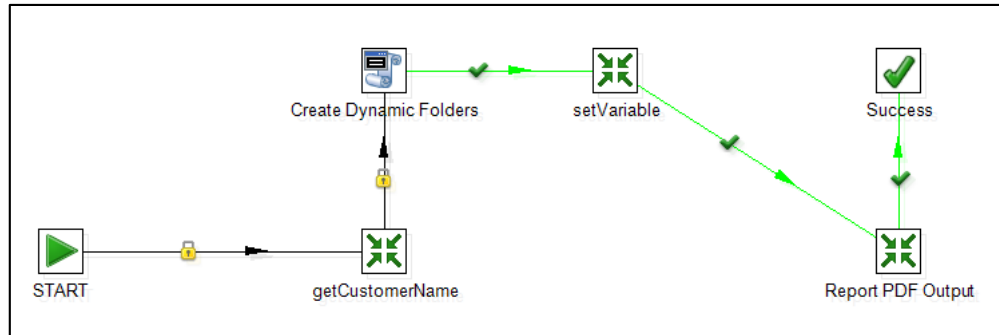 Create Dynamic Folders
setVariable
Success
START
getCustomerName
Report PDF Output